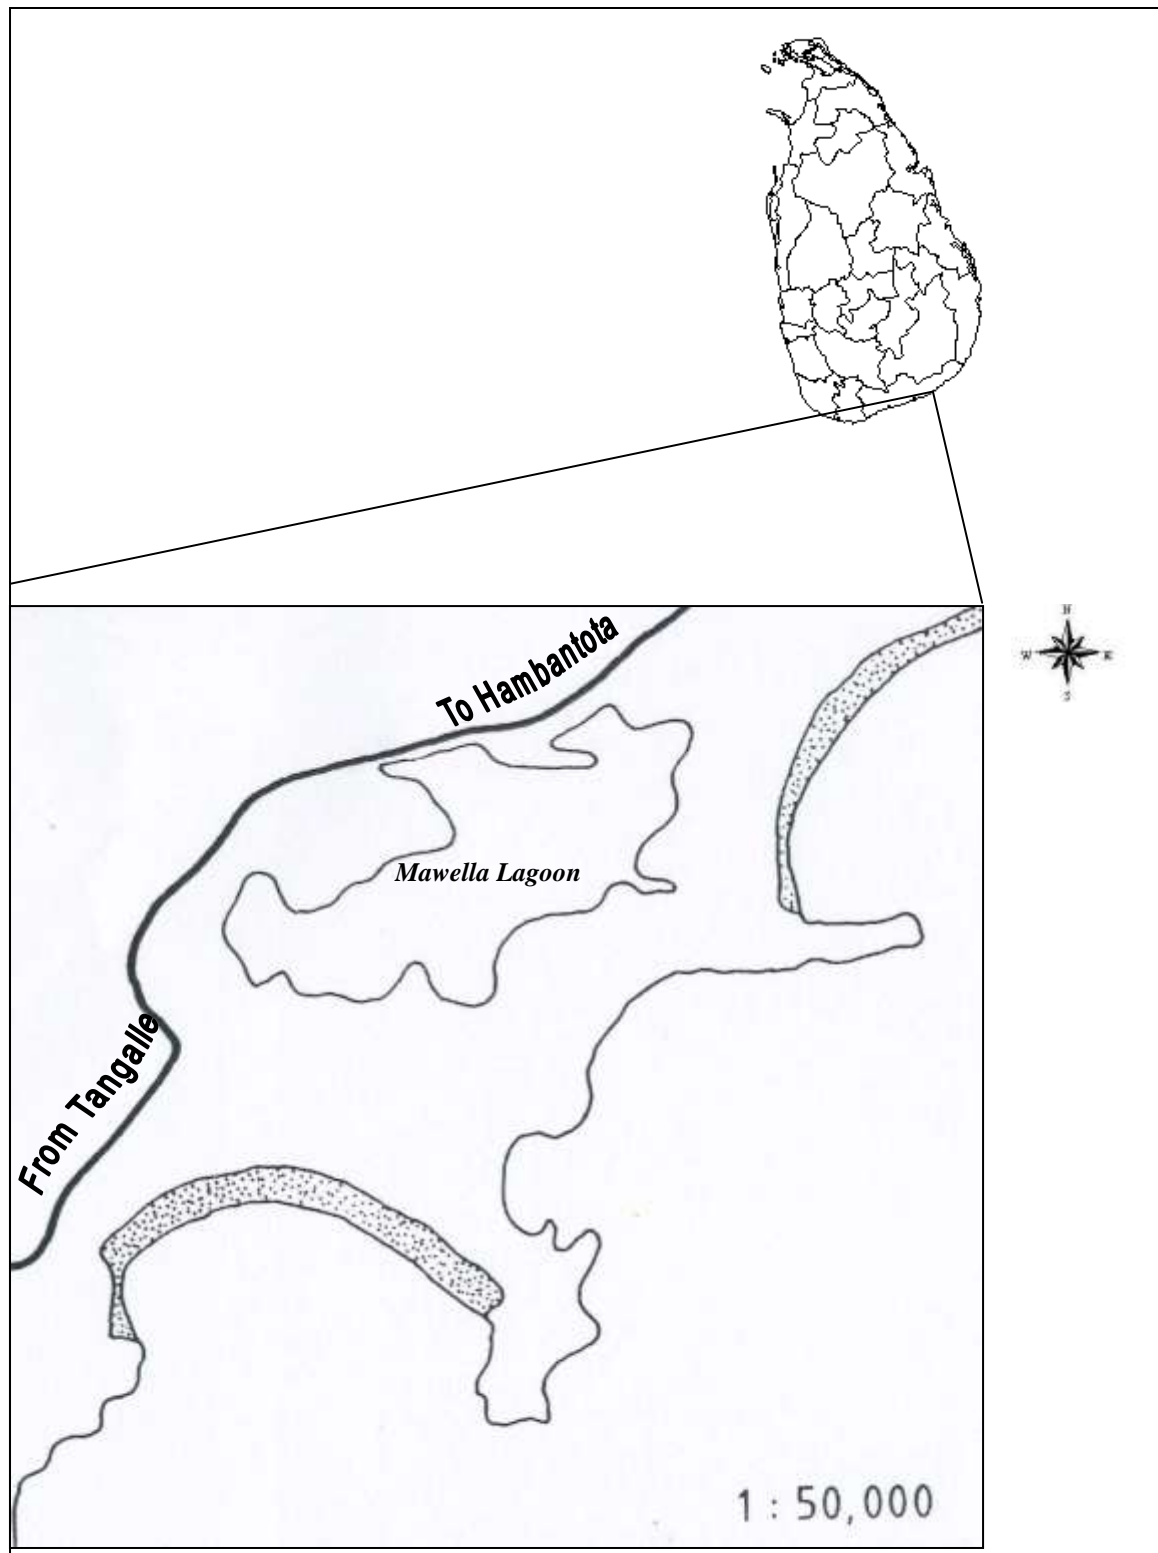 N
W E
S
To Hambantota
Mawella Lagoon
From Tangalle
1 : 50,000